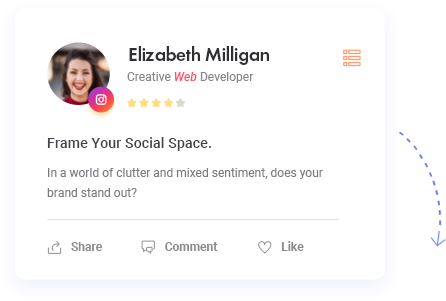 Elizabeth Milligan
Creative Web Developer
Frame Your Social Space.
In a world of clutter and mixed sentiment, does your
brand stand out?
Share Comment Like